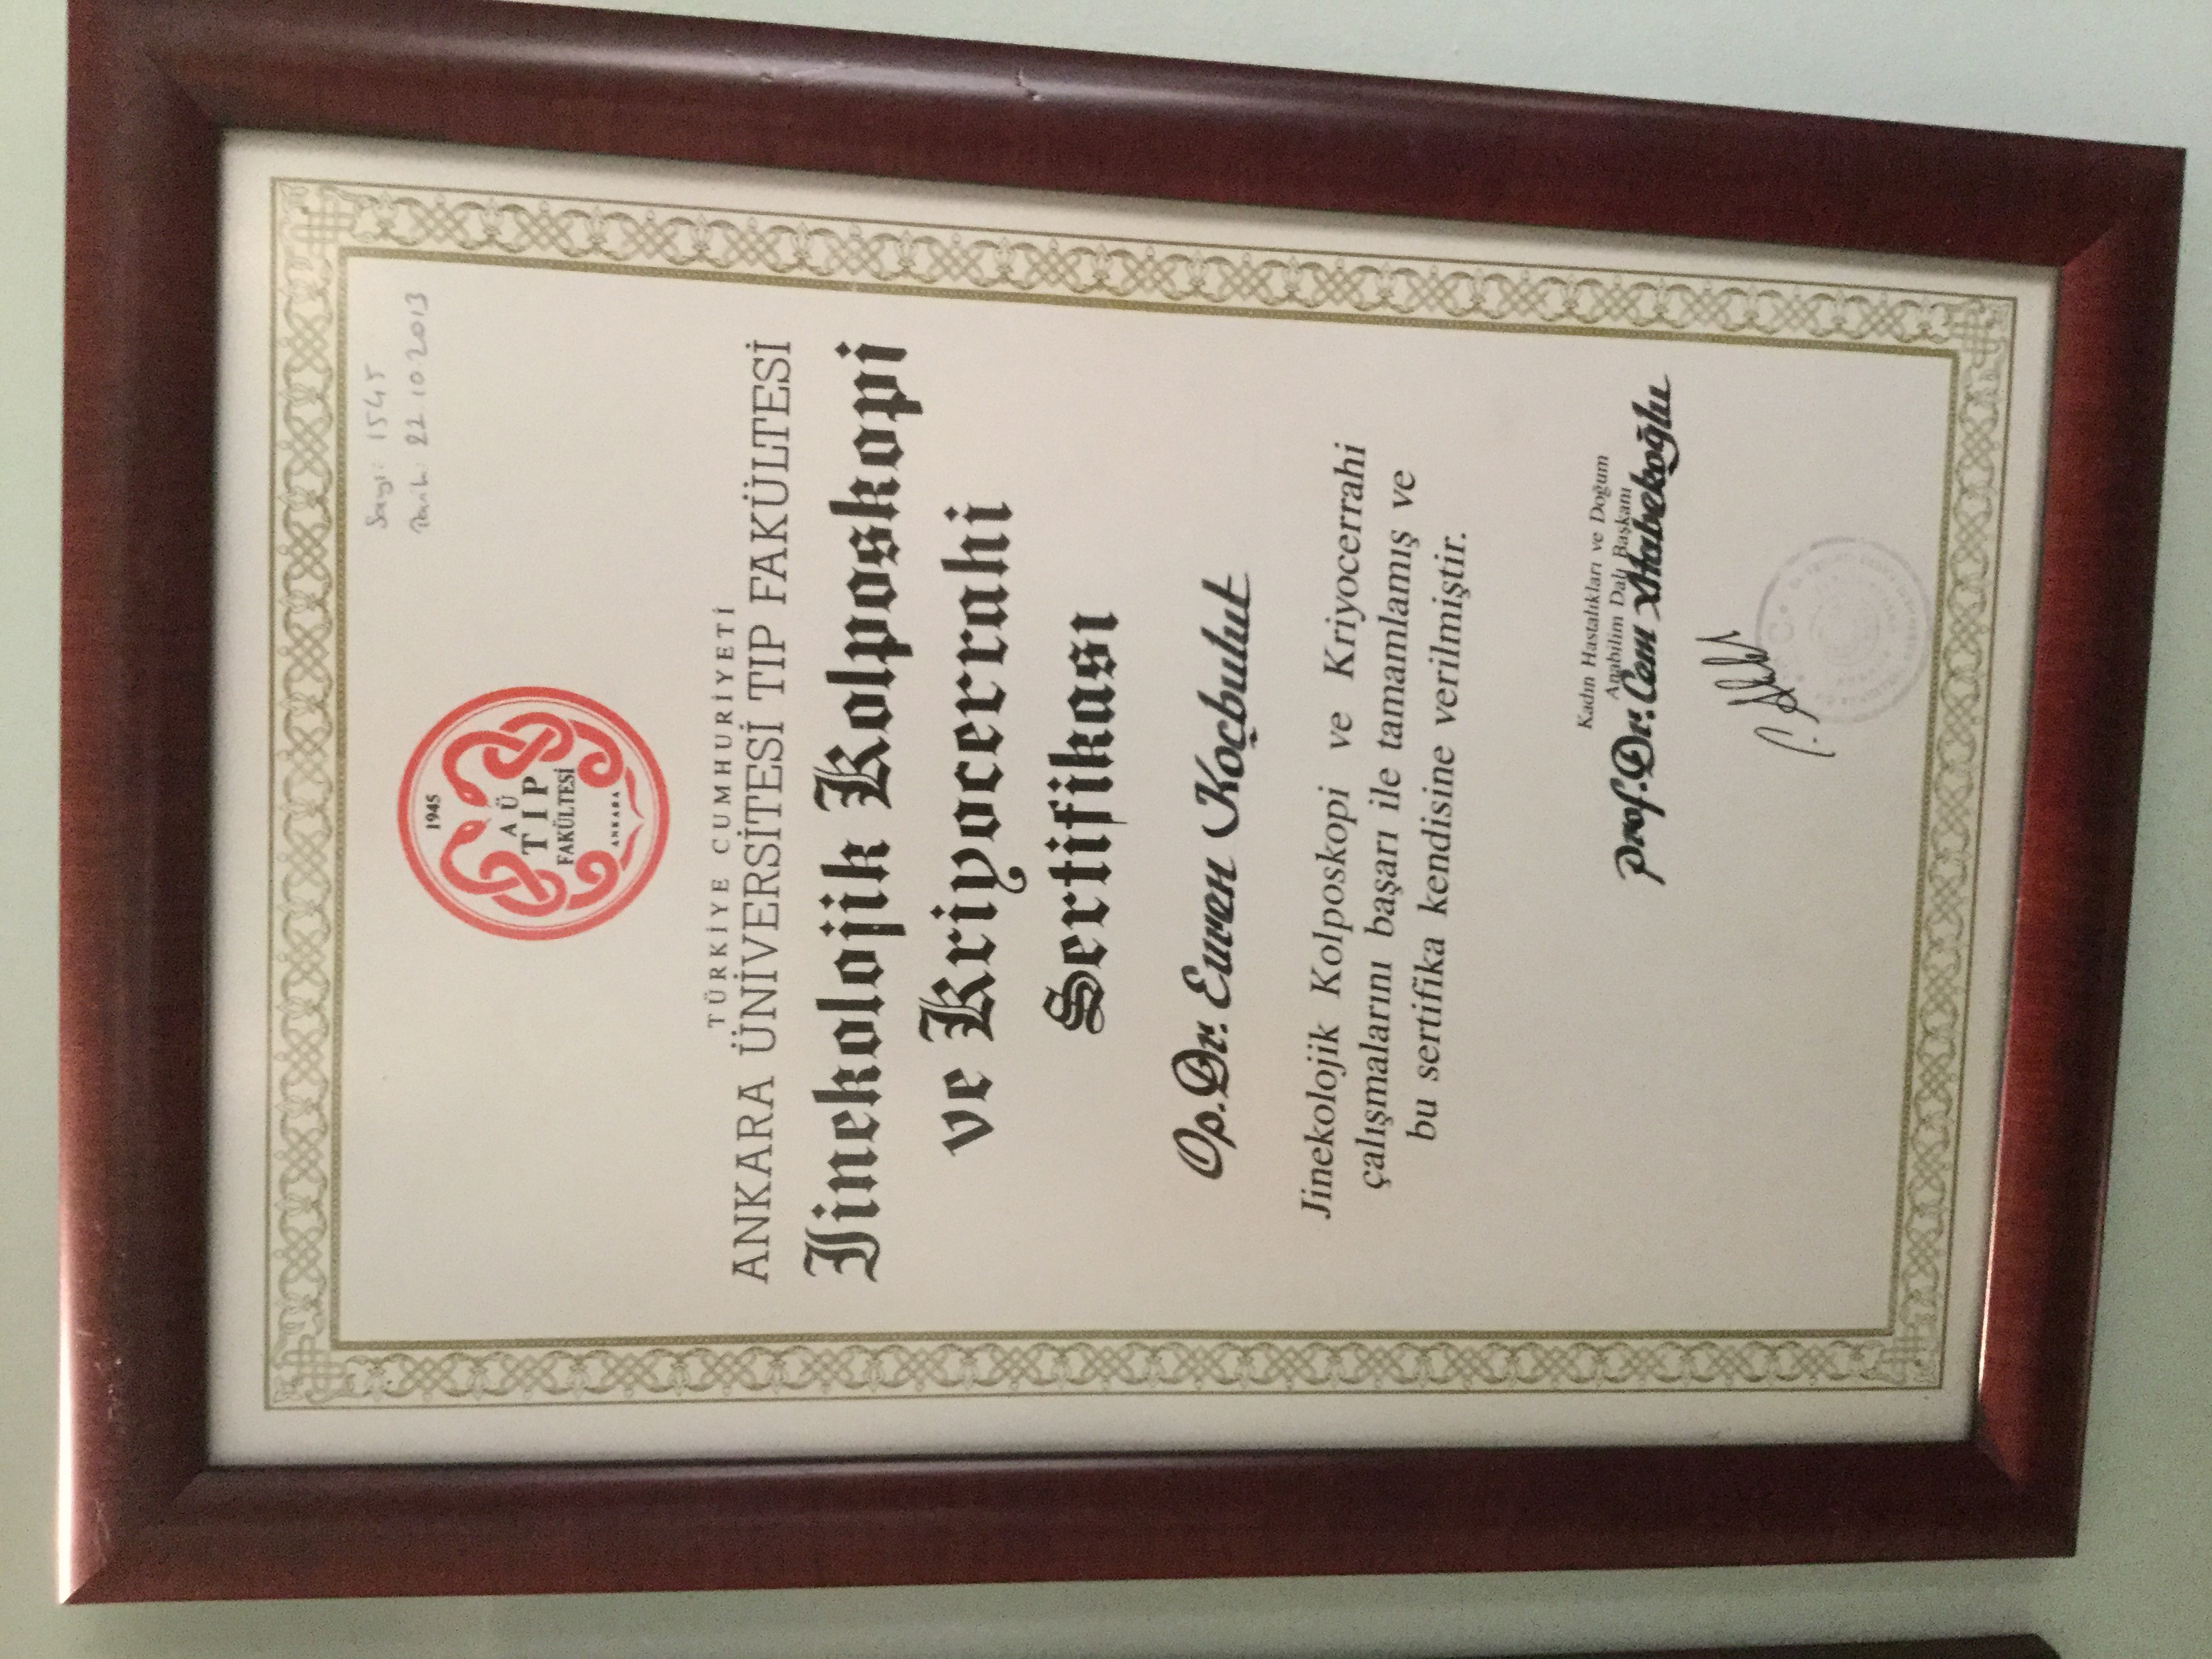 Sayı: 1545
Tarih: 22.10.2013
1945
AÜ
TIP
FAKÜLTESİ
ANKARA
TÜRKİYE CUMHURİYETİ
ANKARA ÜNİVERSİTESİ TIP FAKÜLTESİ
Jinekolojik Kolposkopi
ve Kriyocerrahi
Sertifikası
Op.Dr. Evren Koçbulut
Jinekolojik Kolposkopi ve Kriyocerrahi
çalışmalarını başarı ile tamamlamış ve
bu sertifika kendisine verilmiştir.
Kadın Hastalıkları ve Doğum
Anabilim Dalı Başkanı
Prof.Dr. Cem Atabekoğlu